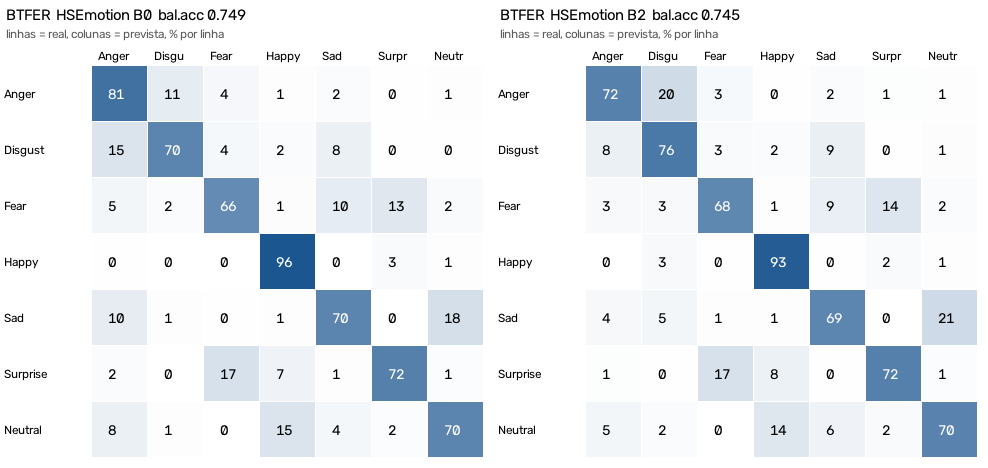 BTFER HSEmotion B0 bal.acc 0.749
linhas = real, colunas = prevista, % por linha
Anger Disgu Fear Happy Sad Surpr Neutr
Anger 81 11 4 1 2 0 1
Disgust 15 70 4 2 8 0 0
Fear 5 2 66 1 10 13 2
Happy 0 0 0 96 0 3 1
Sad 10 1 0 1 70 0 18
Surprise 2 0 17 7 1 72 1
Neutral 8 1 0 15 4 2 70
BTFER HSEmotion B2 bal.acc 0.745
linhas = real, colunas = prevista, % por linha
Anger Disgu Fear Happy Sad Surpr Neutr
Anger 72 20 3 0 2 1 1
Disgust 8 76 3 2 9 0 1
Fear 3 3 68 1 9 14 2
Happy 0 3 0 93 0 2 1
Sad 4 5 1 1 69 0 21
Surprise 1 0 17 8 0 72 1
Neutral 5 2 0 14 6 2 70